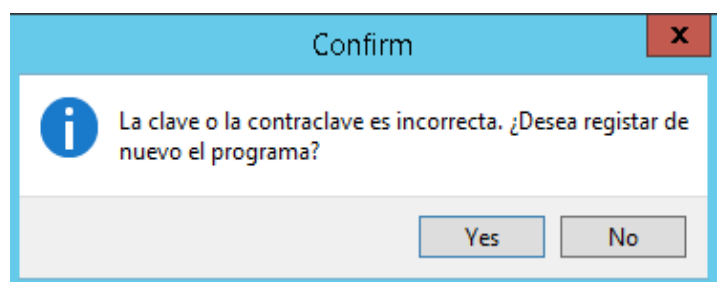 Confirm
x
La clave o la contraclave es incorrecta. ¿Desea registar de
nuevo el programa?
Yes
No